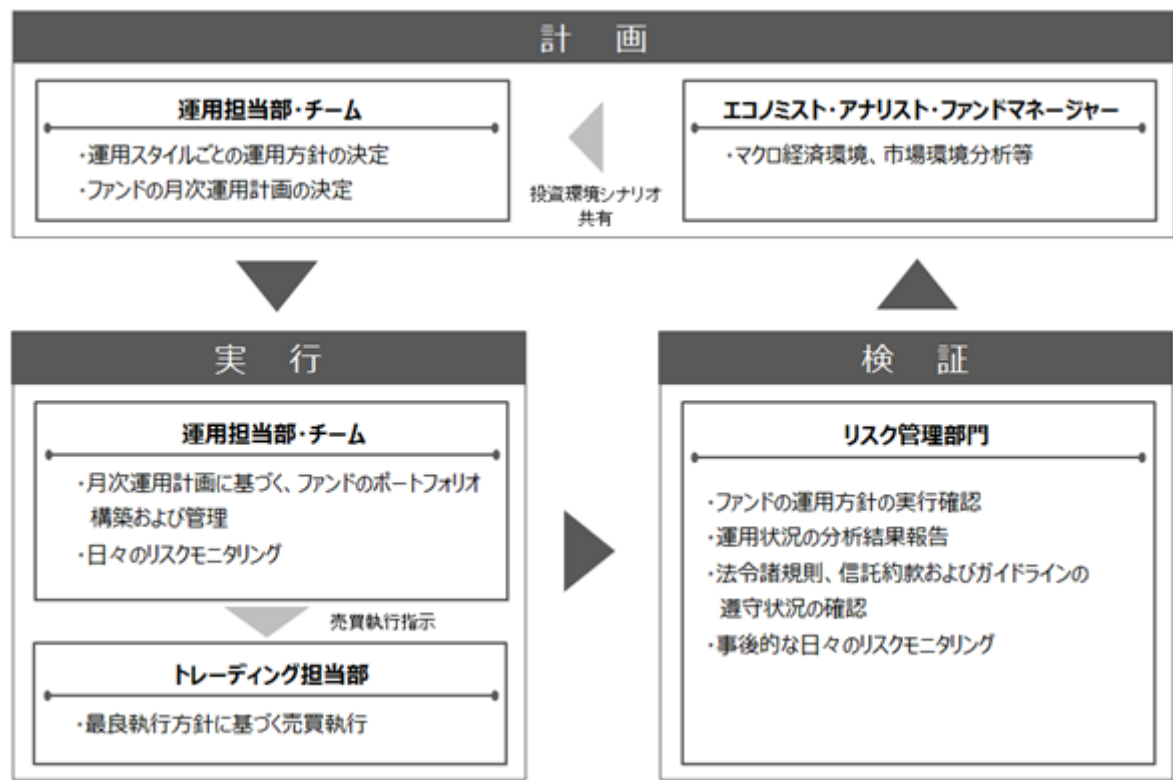 計 画
運用担当部・チーム
・運用スタイルごとの運用方針の決定
・ファンドの月次運用計画の決定
投資環境シナリオ
共有
エコノミスト・アナリスト・ファンドマネージャー
・マクロ経済環境、市場環境分析等
実 行
運用担当部・チーム
・月次運用計画に基づく、ファンドのポートフォリオ
構築および管理
・日々のリスクモニタリング
売買執行指示
トレーディング担当部
・最良執行方針に基づく売買執行
検 証
リスク管理部門
・ファンドの運用方針の実行確認
・運用状況の分析結果報告
・法令諸規則、信託約款およびガイドラインの
遵守状況の確認
・事後的な日々のリスクモニタリング